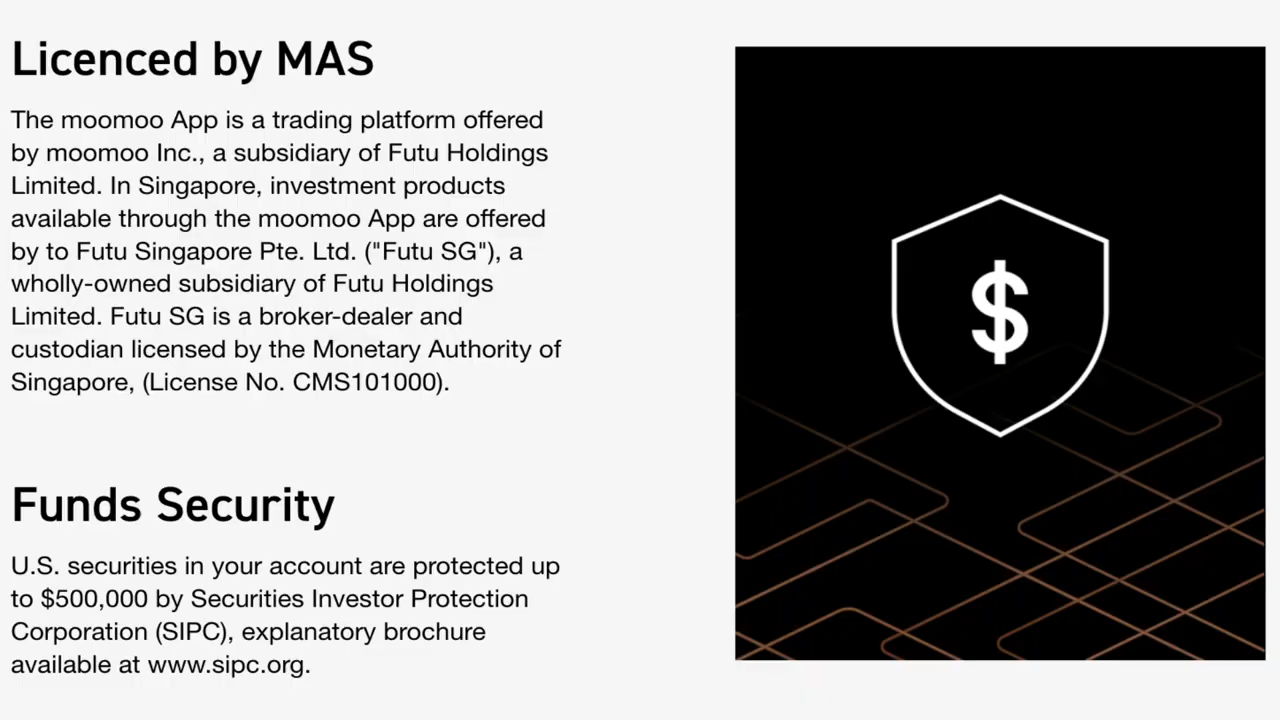 Licenced by MAS
The moomoo App is a trading platform offered
by moomoo Inc., a subsidiary of Futu Holdings
Limited. In Singapore, investment products
available through the moomoo App are offered
by to Futu Singapore Pte. Ltd. ("Futu SG"), a
wholly-owned subsidiary of Futu Holdings
Limited. Futu SG is a broker-dealer and
custodian licensed by the Monetary Authority of
Singapore, (License No. CMS101000).
Funds Security
U.S. securities in your account are protected up
to $500,000 by Securities Investor Protection
Corporation (SIPC), explanatory brochure
available at www.sipc.org.
$